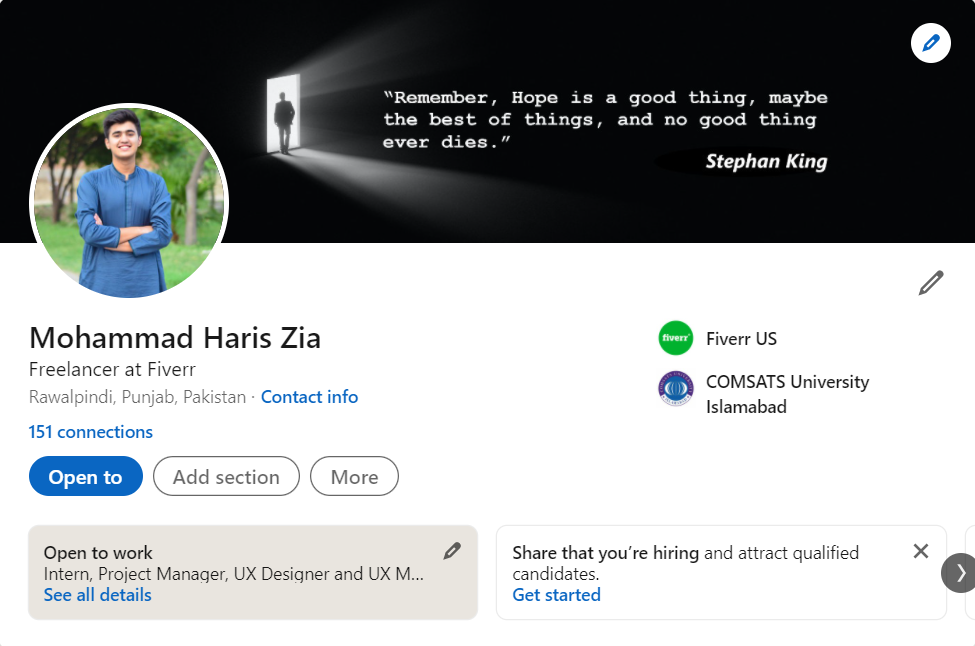 “Remember, Hope is a good thing, maybe
the best of things, and no good thing
ever dies.”
Stephan King
Mohammad Haris Zia
Freelancer at Fiverr
Rawalpindi, Punjab, Pakistan · Contact info
151 connections
fiverr
Fiverr US
COMSATS University
Islamabad
Open to
Add section
More
Open to work
Intern, Project Manager, UX Designer and UX M...
See all details
Share that you’re hiring and attract qualified
candidates.
Get started